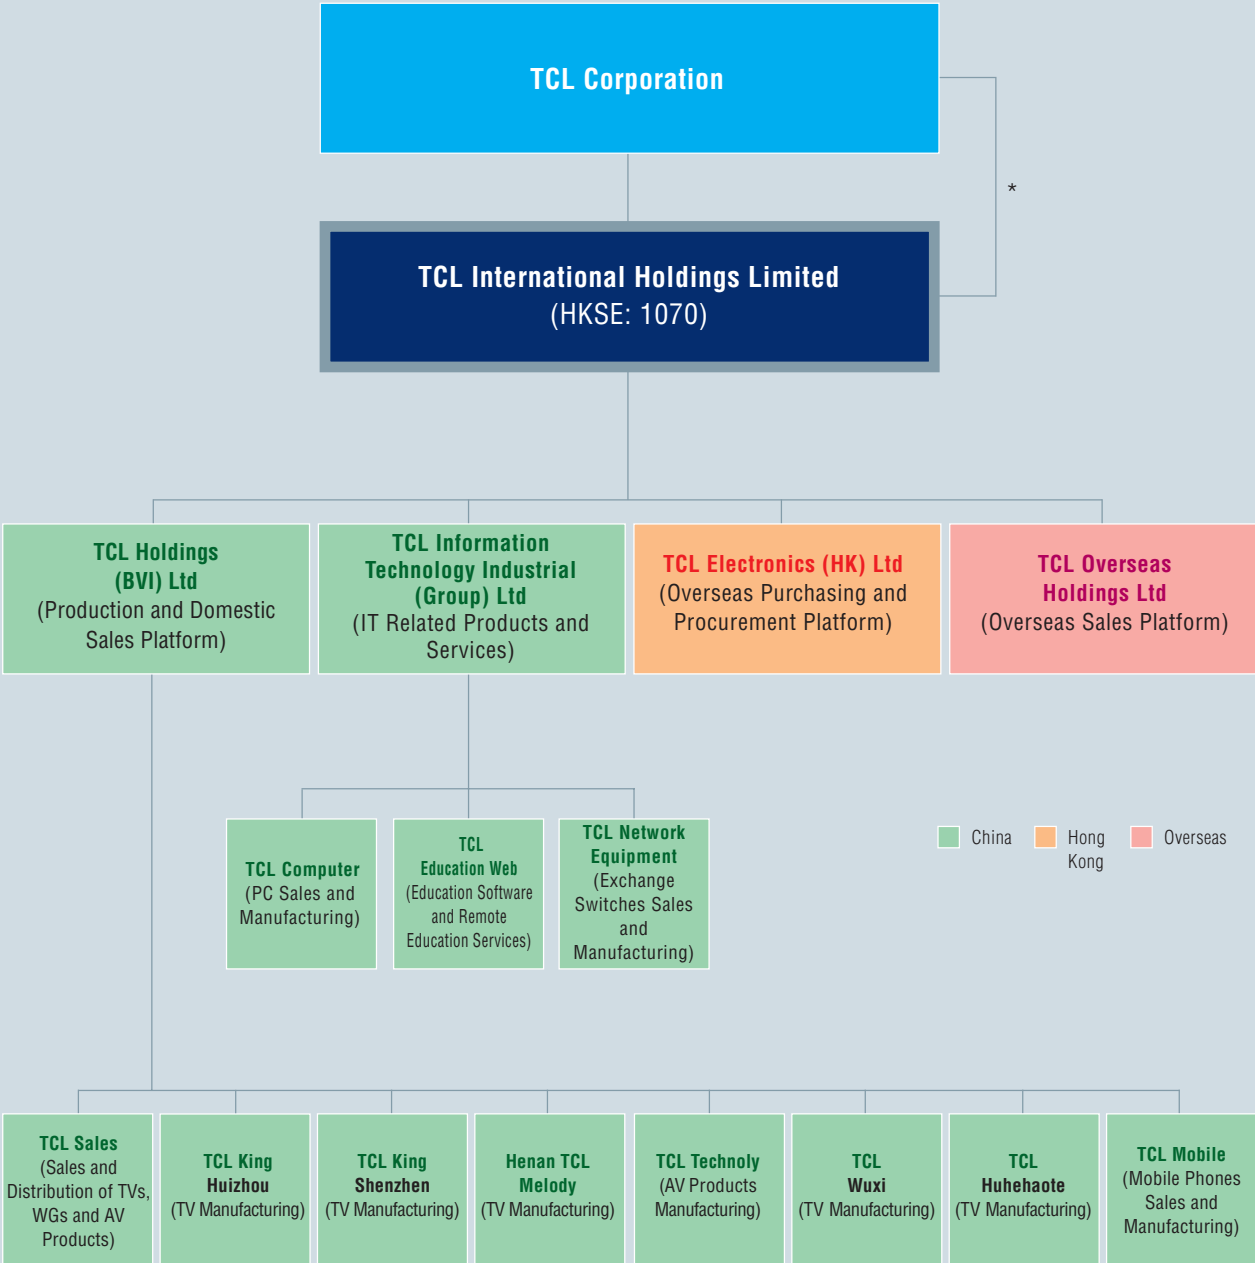 TCL Corporation
*
TCL International Holdings Limited
(HKSE: 1070)
TCL Holdings
(BVI) Ltd
(Production and Domestic
Sales Platform)
TCL Information
Technology Industrial
(Group) Ltd
(IT Related Products and
Services)
TCL Electronics (HK) Ltd
(Overseas Purchasing and
Procurement Platform)
TCL Overseas
Holdings Ltd
(Overseas Sales Platform)
TCL Computer
(PC Sales and
Manufacturing)
TCL
Education Web
(Education Software
and Remote
Education Services)
TCL Network
Equipment
(Exchange
Switches Sales
and
Manufacturing)
China
Hong
Kong
Overseas
TCL Sales
(Sales and
Distribution of TVs,
WGs and AV
Products)
TCL King
Huizhou
(TV Manufacturing)
TCL King
Shenzhen
(TV Manufacturing)
Henan TCL
Melody
(TV Manufacturing)
TCL Technoly
(AV Products
Manufacturing)
TCL
Wuxi
(TV Manufacturing)
TCL
Huhehaote
(TV Manufacturing)
TCL Mobile
(Mobile Phones
Sales and
Manufacturing)